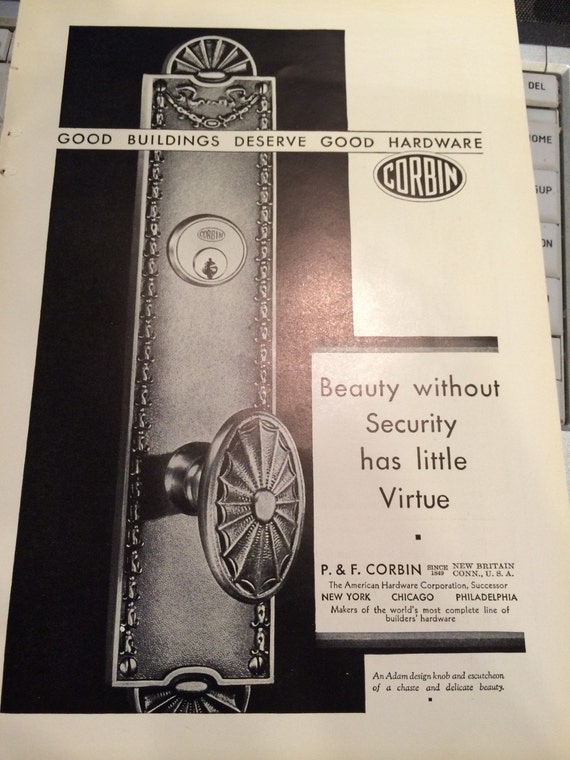 GOOD BUILDINGS DESERVE GOOD HARDWARE
CORBIN
CORBIN
Beauty without
Security
has little
Virtue
P. & F. CORBIN SINCE 1849 NEW BRITAIN CONN., U. S. A.
The American Hardware Corporation, Successor
NEW YORK CHICAGO PHILADELPHIA
Makers of the world's most complete line of
builders' hardware
An Adam design knob and escutcheon
of a chaste and delicate beauty.
DEL
OME
GUP
ON